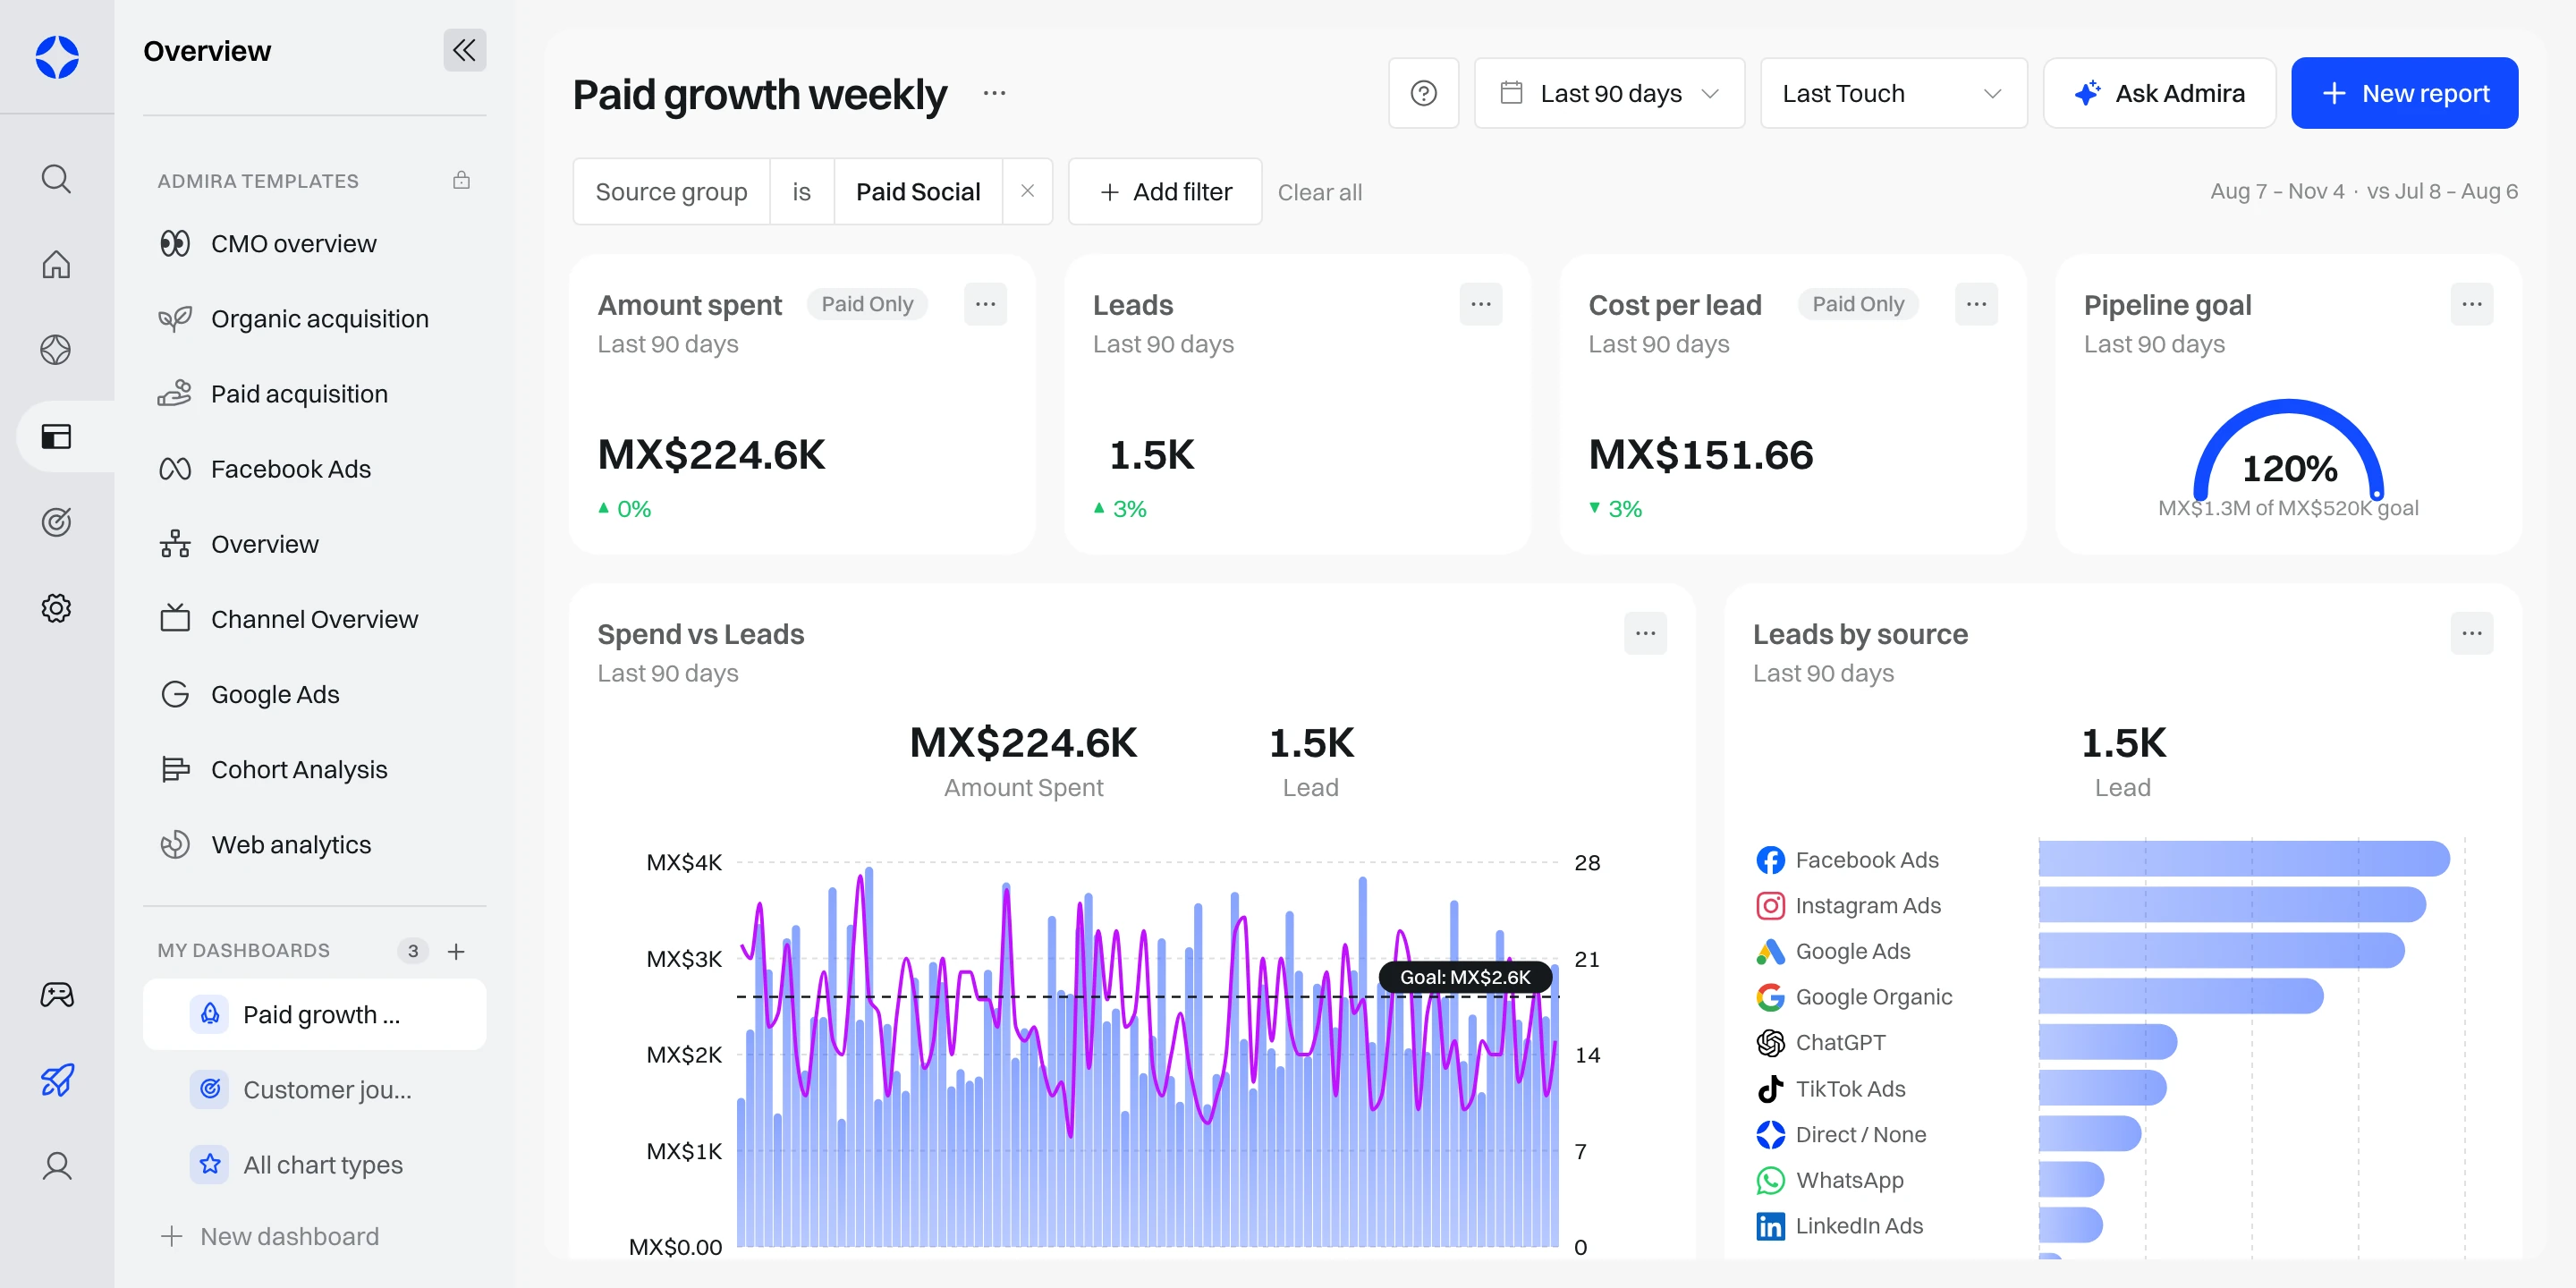 Overview
ADMIRA TEMPLATES
CMO overview
Organic acquisition
Paid acquisition
Facebook Ads
Overview
Channel Overview
Google Ads
Cohort Analysis
Web analytics
MY DASHBOARDS 3
Paid growth ...
Customer jou...
All chart types
New dashboard
Paid growth weekly
Last 90 days
Last Touch
Ask Admira
New report
Source group is Paid Social
Add filter
Clear all
Aug 7 – Nov 4 · vs Jul 8 – Aug 6
Amount spent Paid Only
Last 90 days
MX$224.6K
0%
Leads
Last 90 days
1.5K
3%
Cost per lead Paid Only
Last 90 days
MX$151.66
3%
Pipeline goal
Last 90 days
120%
MX$1.3M of MX$520K goal
Spend vs Leads
Last 90 days
MX$224.6K
Amount Spent
1.5K
Lead
MX$4K
MX$3K
MX$2K
MX$1K
MX$0.00
Goal: MX$2.6K
28
21
14
7
0
Leads by source
Last 90 days
1.5K
Lead
Facebook Ads
Instagram Ads
Google Ads
Google Organic
ChatGPT
TikTok Ads
Direct / None
WhatsApp
LinkedIn Ads